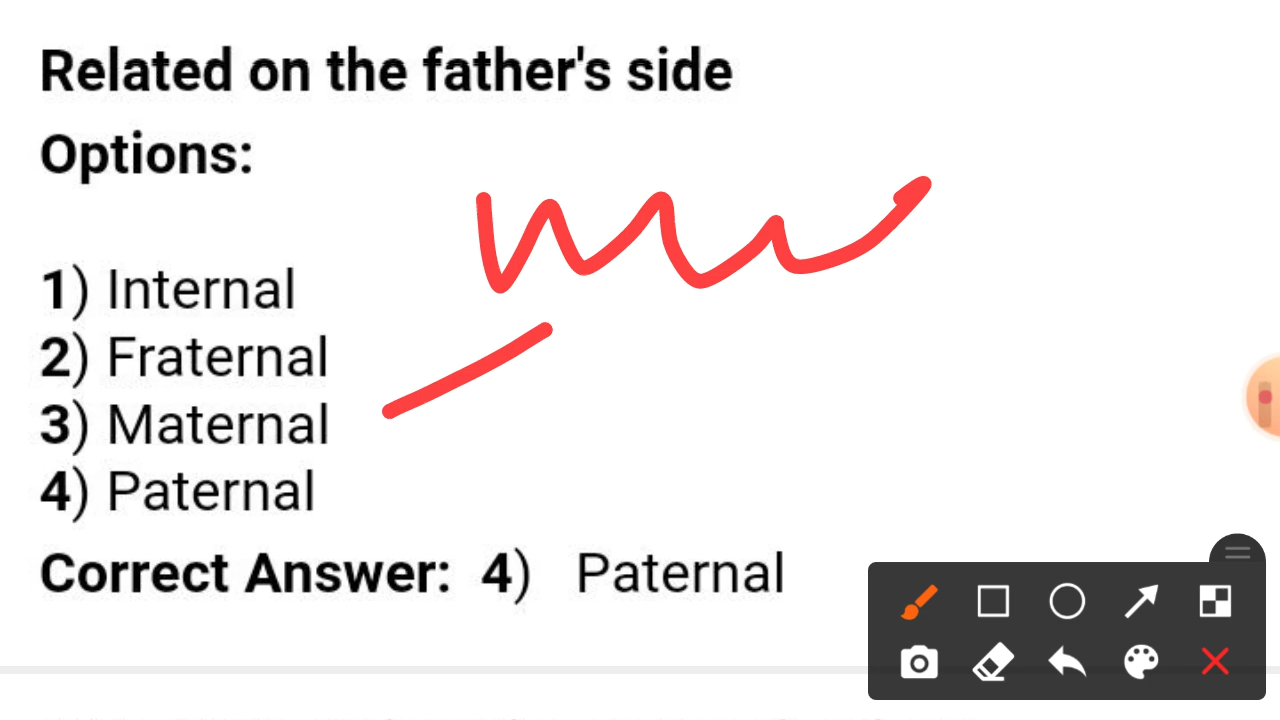 Related on the father's side
Options:
1) Internal
2) Fraternal
3) Maternal
4) Paternal
Correct Answer: 4) Paternal